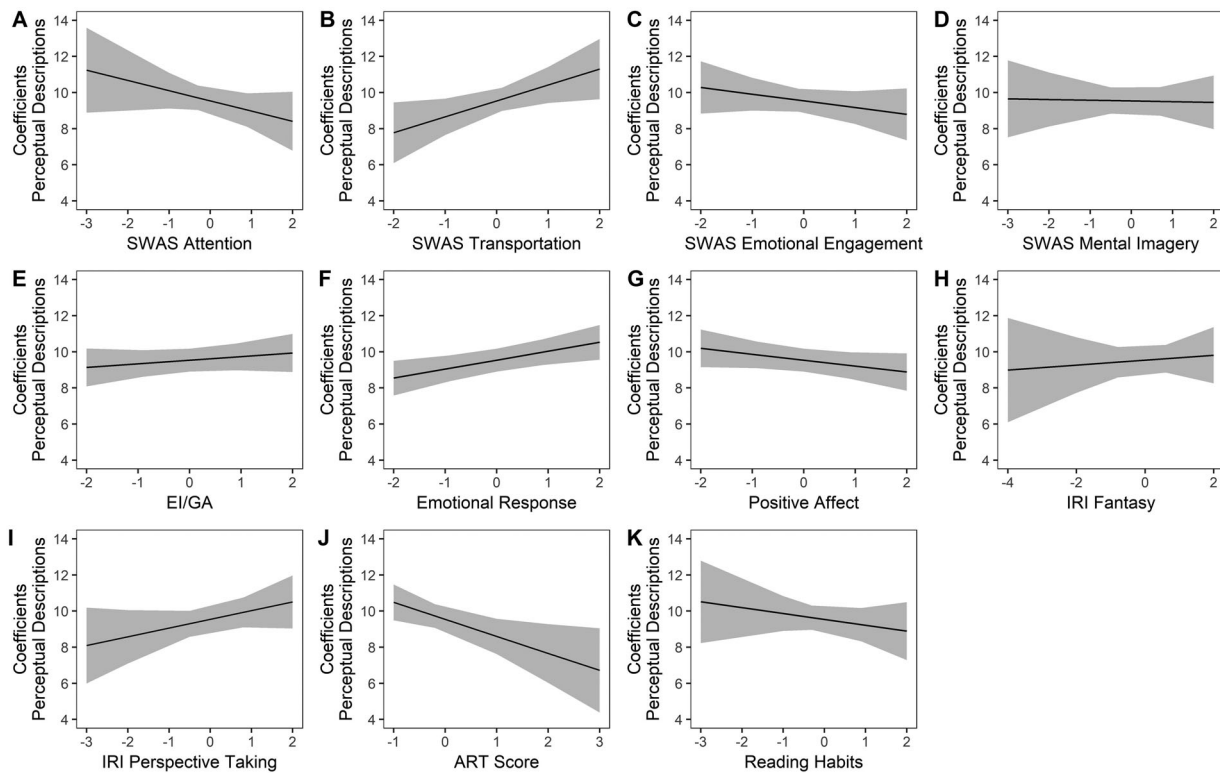 A
Coefficients
Perceptual Descriptions
14
12
10
8
6
4
-3 -2 -1 0 1 2
SWAS Attention
B
Coefficients
Perceptual Descriptions
14
12
10
8
6
4
-2 -1 0 1 2
SWAS Transportation
C
Coefficients
Perceptual Descriptions
14
12
10
8
6
4
-2 -1 0 1 2
SWAS Emotional Engagement
D
Coefficients
Perceptual Descriptions
14
12
10
8
6
4
-3 -2 -1 0 1 2
SWAS Mental Imagery
E
Coefficients
Perceptual Descriptions
14
12
10
8
6
4
-2 -1 0 1 2
EI/GA
F
Coefficients
Perceptual Descriptions
14
12
10
8
6
4
-2 -1 0 1 2
Emotional Response
G
Coefficients
Perceptual Descriptions
14
12
10
8
6
4
-2 -1 0 1 2
Positive Affect
H
Coefficients
Perceptual Descriptions
14
12
10
8
6
4
-4 -2 0 2
IRI Fantasy
I
Coefficients
Perceptual Descriptions
14
12
10
8
6
4
-3 -2 -1 0 1 2
IRI Perspective Taking
J
Coefficients
Perceptual Descriptions
14
12
10
8
6
4
-1 0 1 2 3
ART Score
K
Coefficients
Perceptual Descriptions
14
12
10
8
6
4
-3 -2 -1 0 1 2
Reading Habits